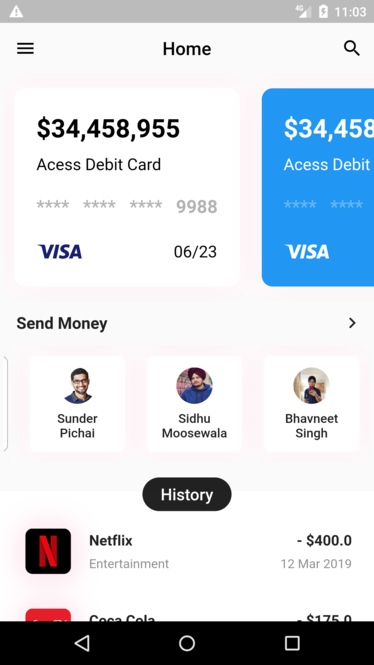 4G 11:03
Home
$34,458,955
Acess Debit Card
**** **** **** 9988
VISA 06/23
$34,458
Acess Debit
**** ****
VISA
Send Money
Sunder
Pichai
Sidhu
Moosewala
Bhavneet
Singh
History
N
Netflix - $400.0
Entertainment 12 Mar 2019
Coca Cola - $175.0